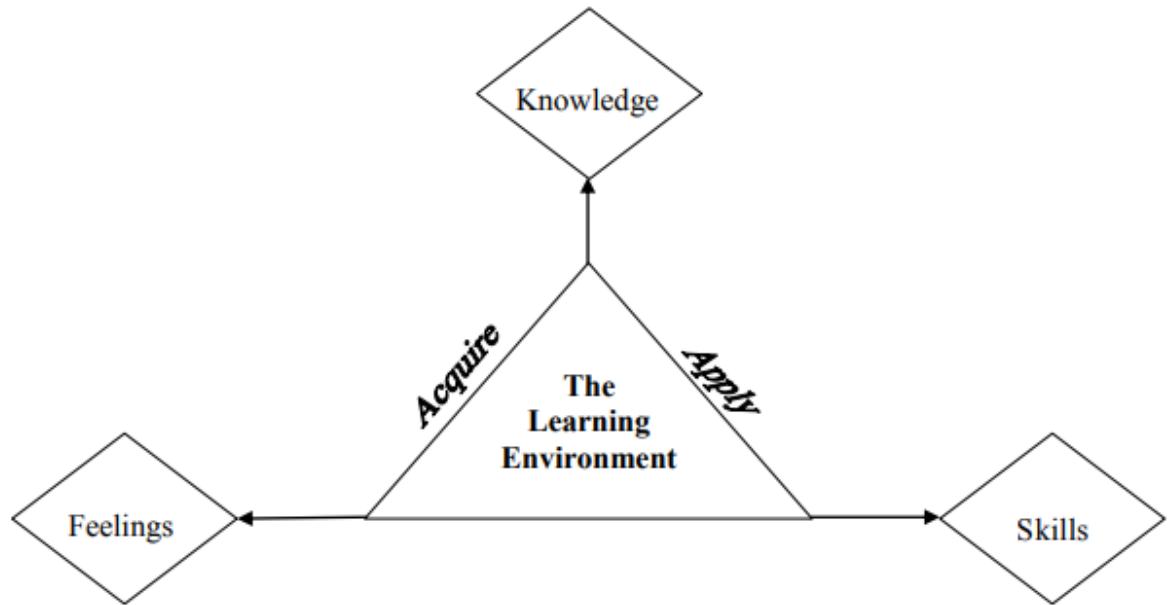 Knowledge
Acquire
Apply
The
Learning
Environment
Feelings
Skills